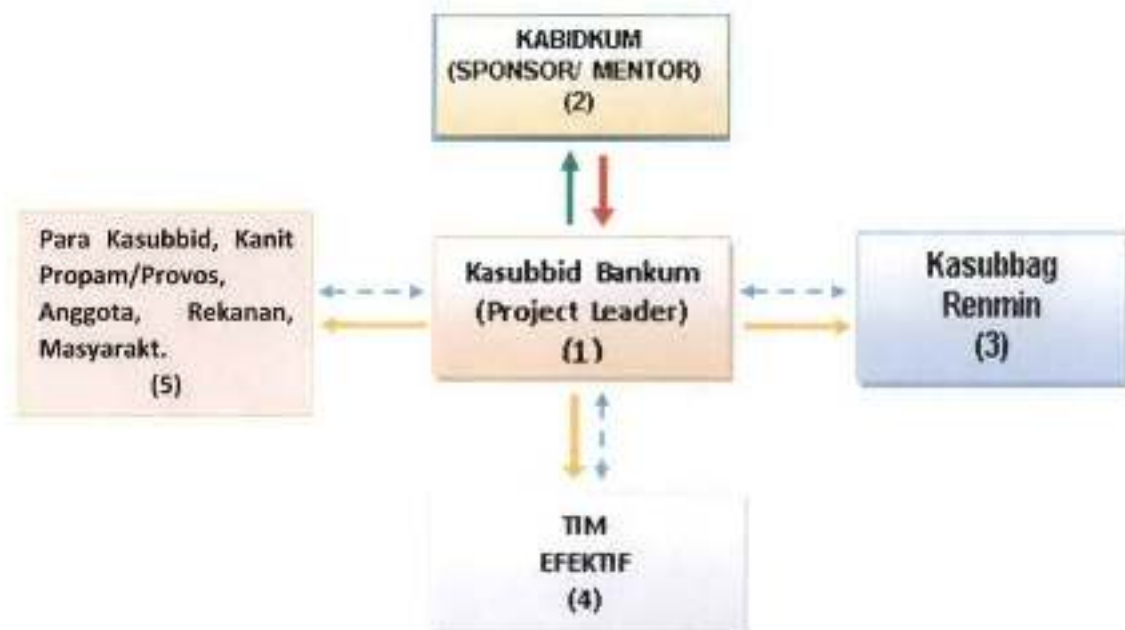 KABIDKUM
(SPONSOR/ MENTOR)
(2)
Para Kasubbid, Kanit
Propam/Provos,
Anggota, Rekanan,
Masyarakt.
(5)
Kasubbid Bankum
(Project Leader)
(1)
Kasubbag
Renmin
(3)
TIM
EFEKTIF
(4)